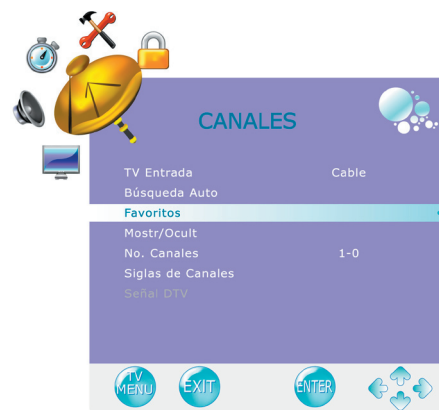 CANALES
TV Entrada Cable
Búsqueda Auto
Favoritos
Mostr/Ocult
No. Canales 1-0
Siglas de Canales
Señal DTV
TV
MENU EXIT ENTER